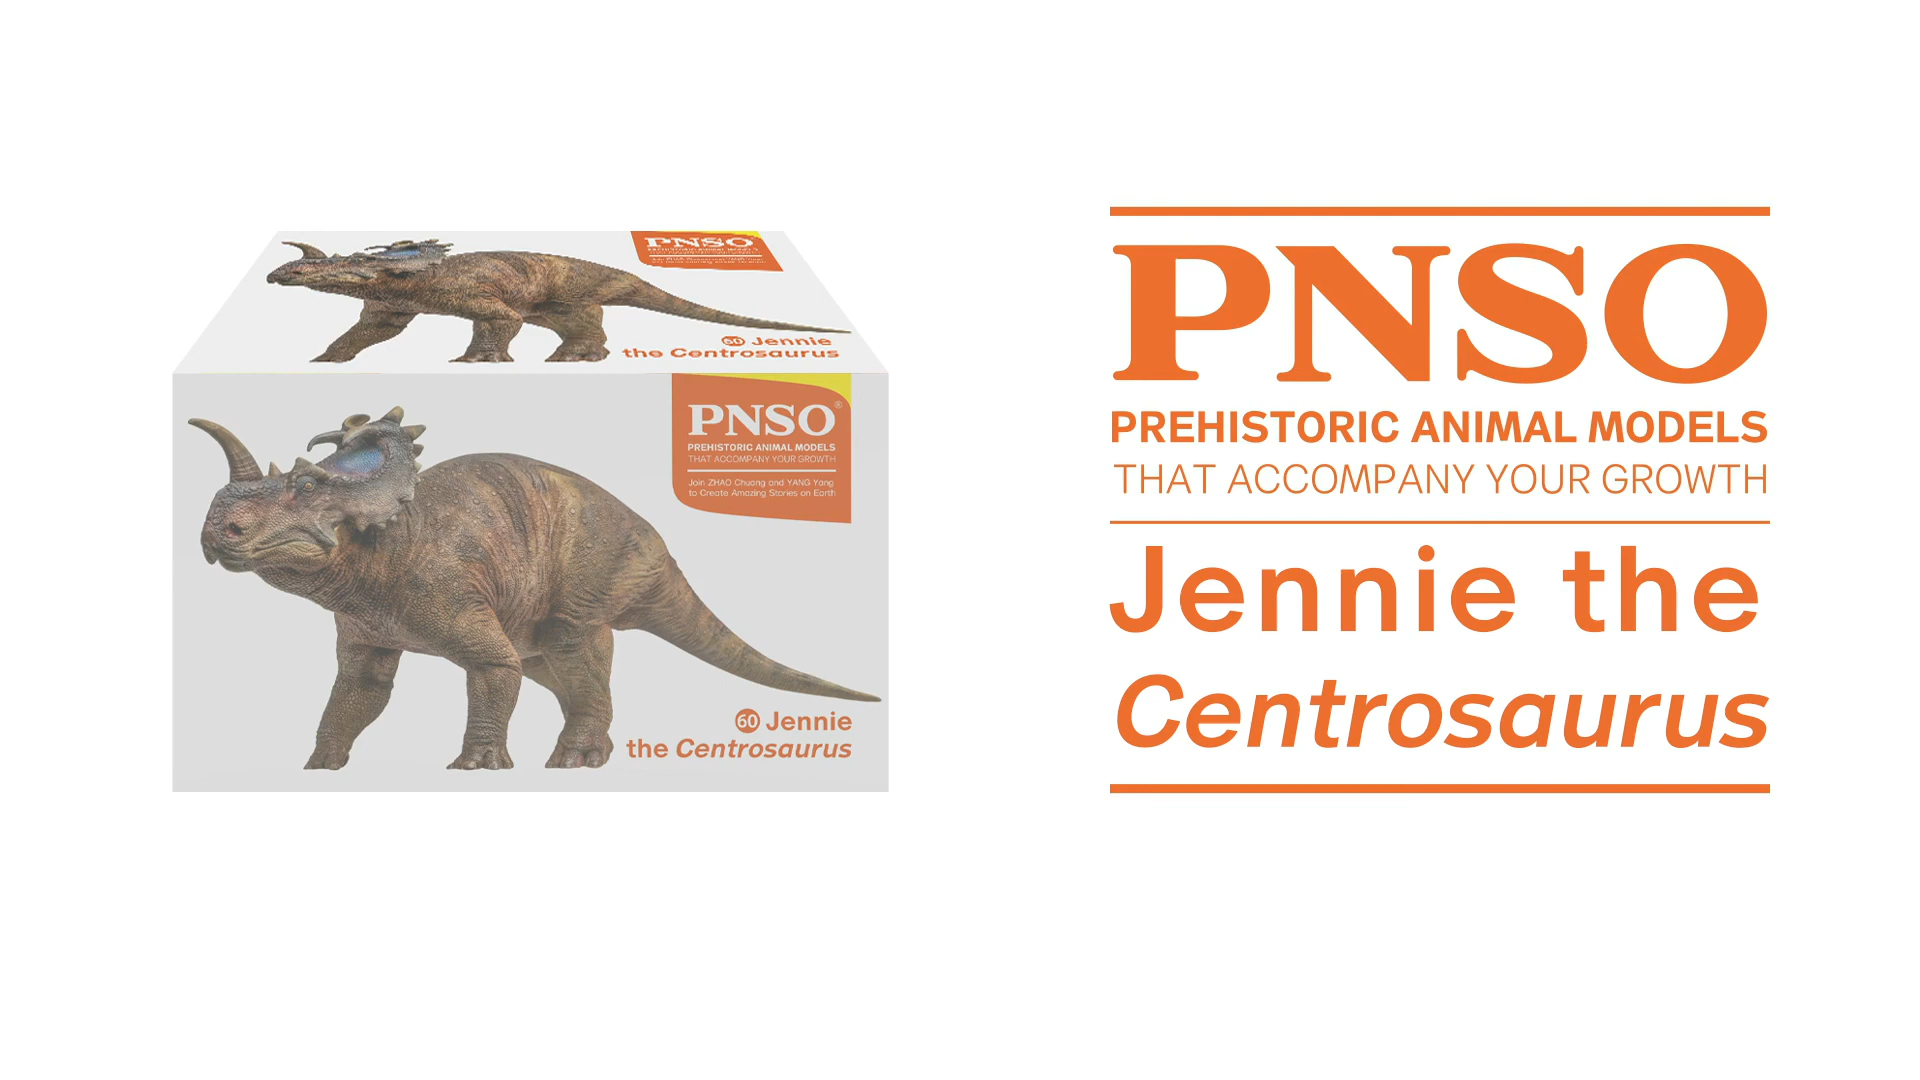 PNSO
60 Jennie
the Centrosaurus
PNSO®
PREHISTORIC ANIMAL MODELS
THAT ACCOMPANY YOUR GROWTH
Join ZHAO Chuang and YANG Yang
to Create Amazing Stories on Earth
60 Jennie
the Centrosaurus
PNSO
PREHISTORIC ANIMAL MODELS
THAT ACCOMPANY YOUR GROWTH
Jennie the
Centrosaurus